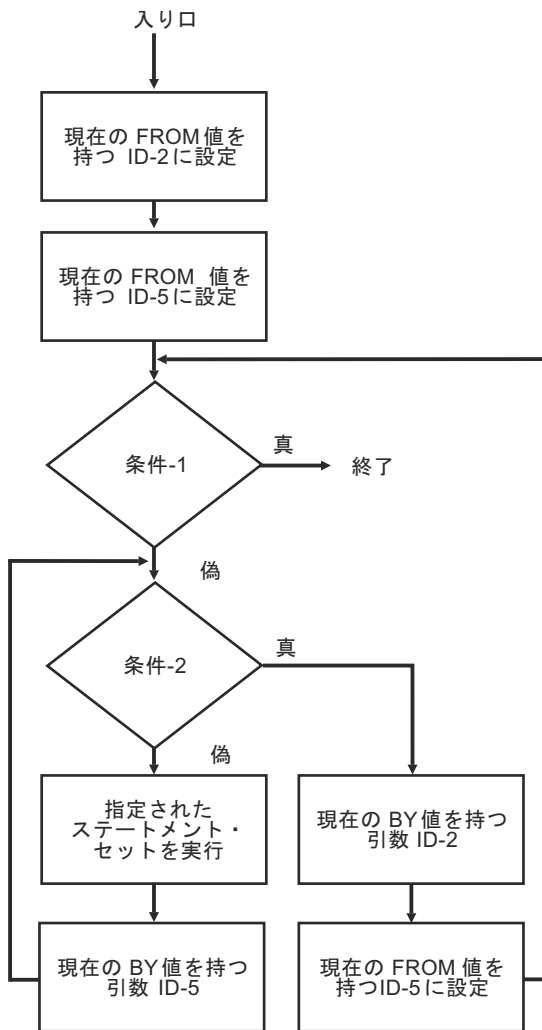 入り口
現在の FROM 値を
持つ ID-2 に設定
現在の FROM 値を
持つ ID-5 に設定
条件-1
真
終了
偽
条件-2
真
偽
指定された
ステートメント・
セットを実行
現在の BY 値を持つ
引数 ID-2
現在の BY 値を持つ
引数 ID-5
現在の FROM 値を
持つID-5 に設定